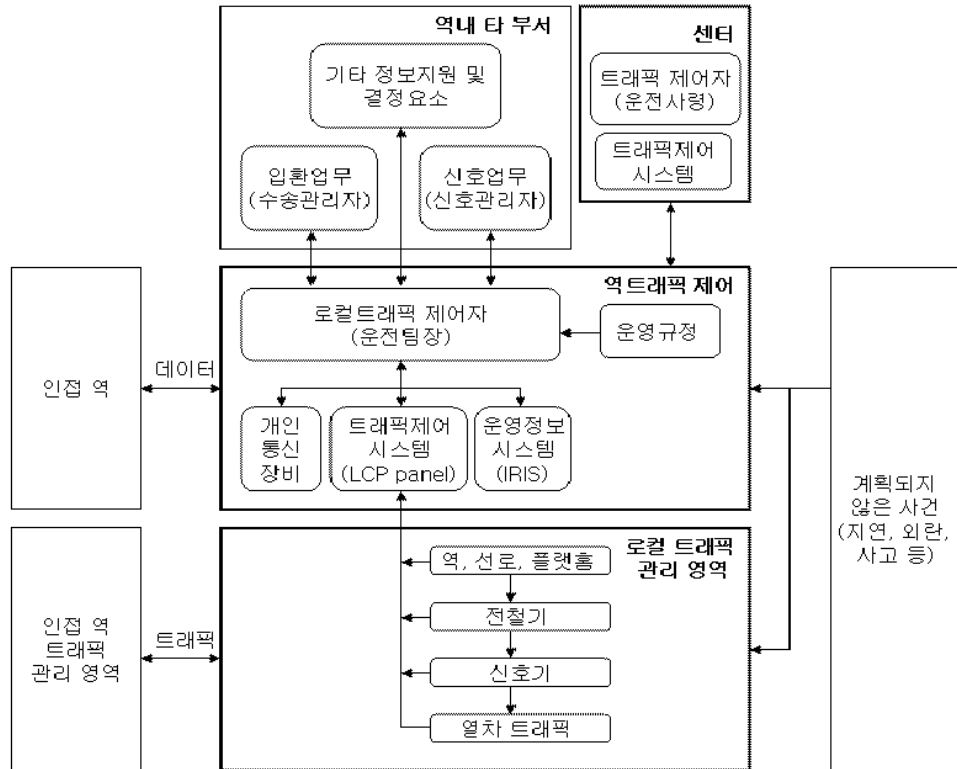 역내 타 부서
기타 정보지원 및
결정요소
입환업무
(수송관리자)
신호업무
(신호관리자)
센터
트래픽 제어자
(운전사령)
트래픽제어
시스템
역트래픽 제어
로컬트래픽 제어자
(운전팀장)
운영규정
인접 역
데이터
개인
통신
장비
트래픽제어
시스템
(LCP panel)
운영정보
시스템
(IRIS)
계획되지
않은 사건
(지연, 외란,
사고 등)
로컬 트래픽
관리 영역
역, 선로, 플랫홈
전철기
신호기
열차 트래픽
인접 역
트래픽
관리 영역
트래픽